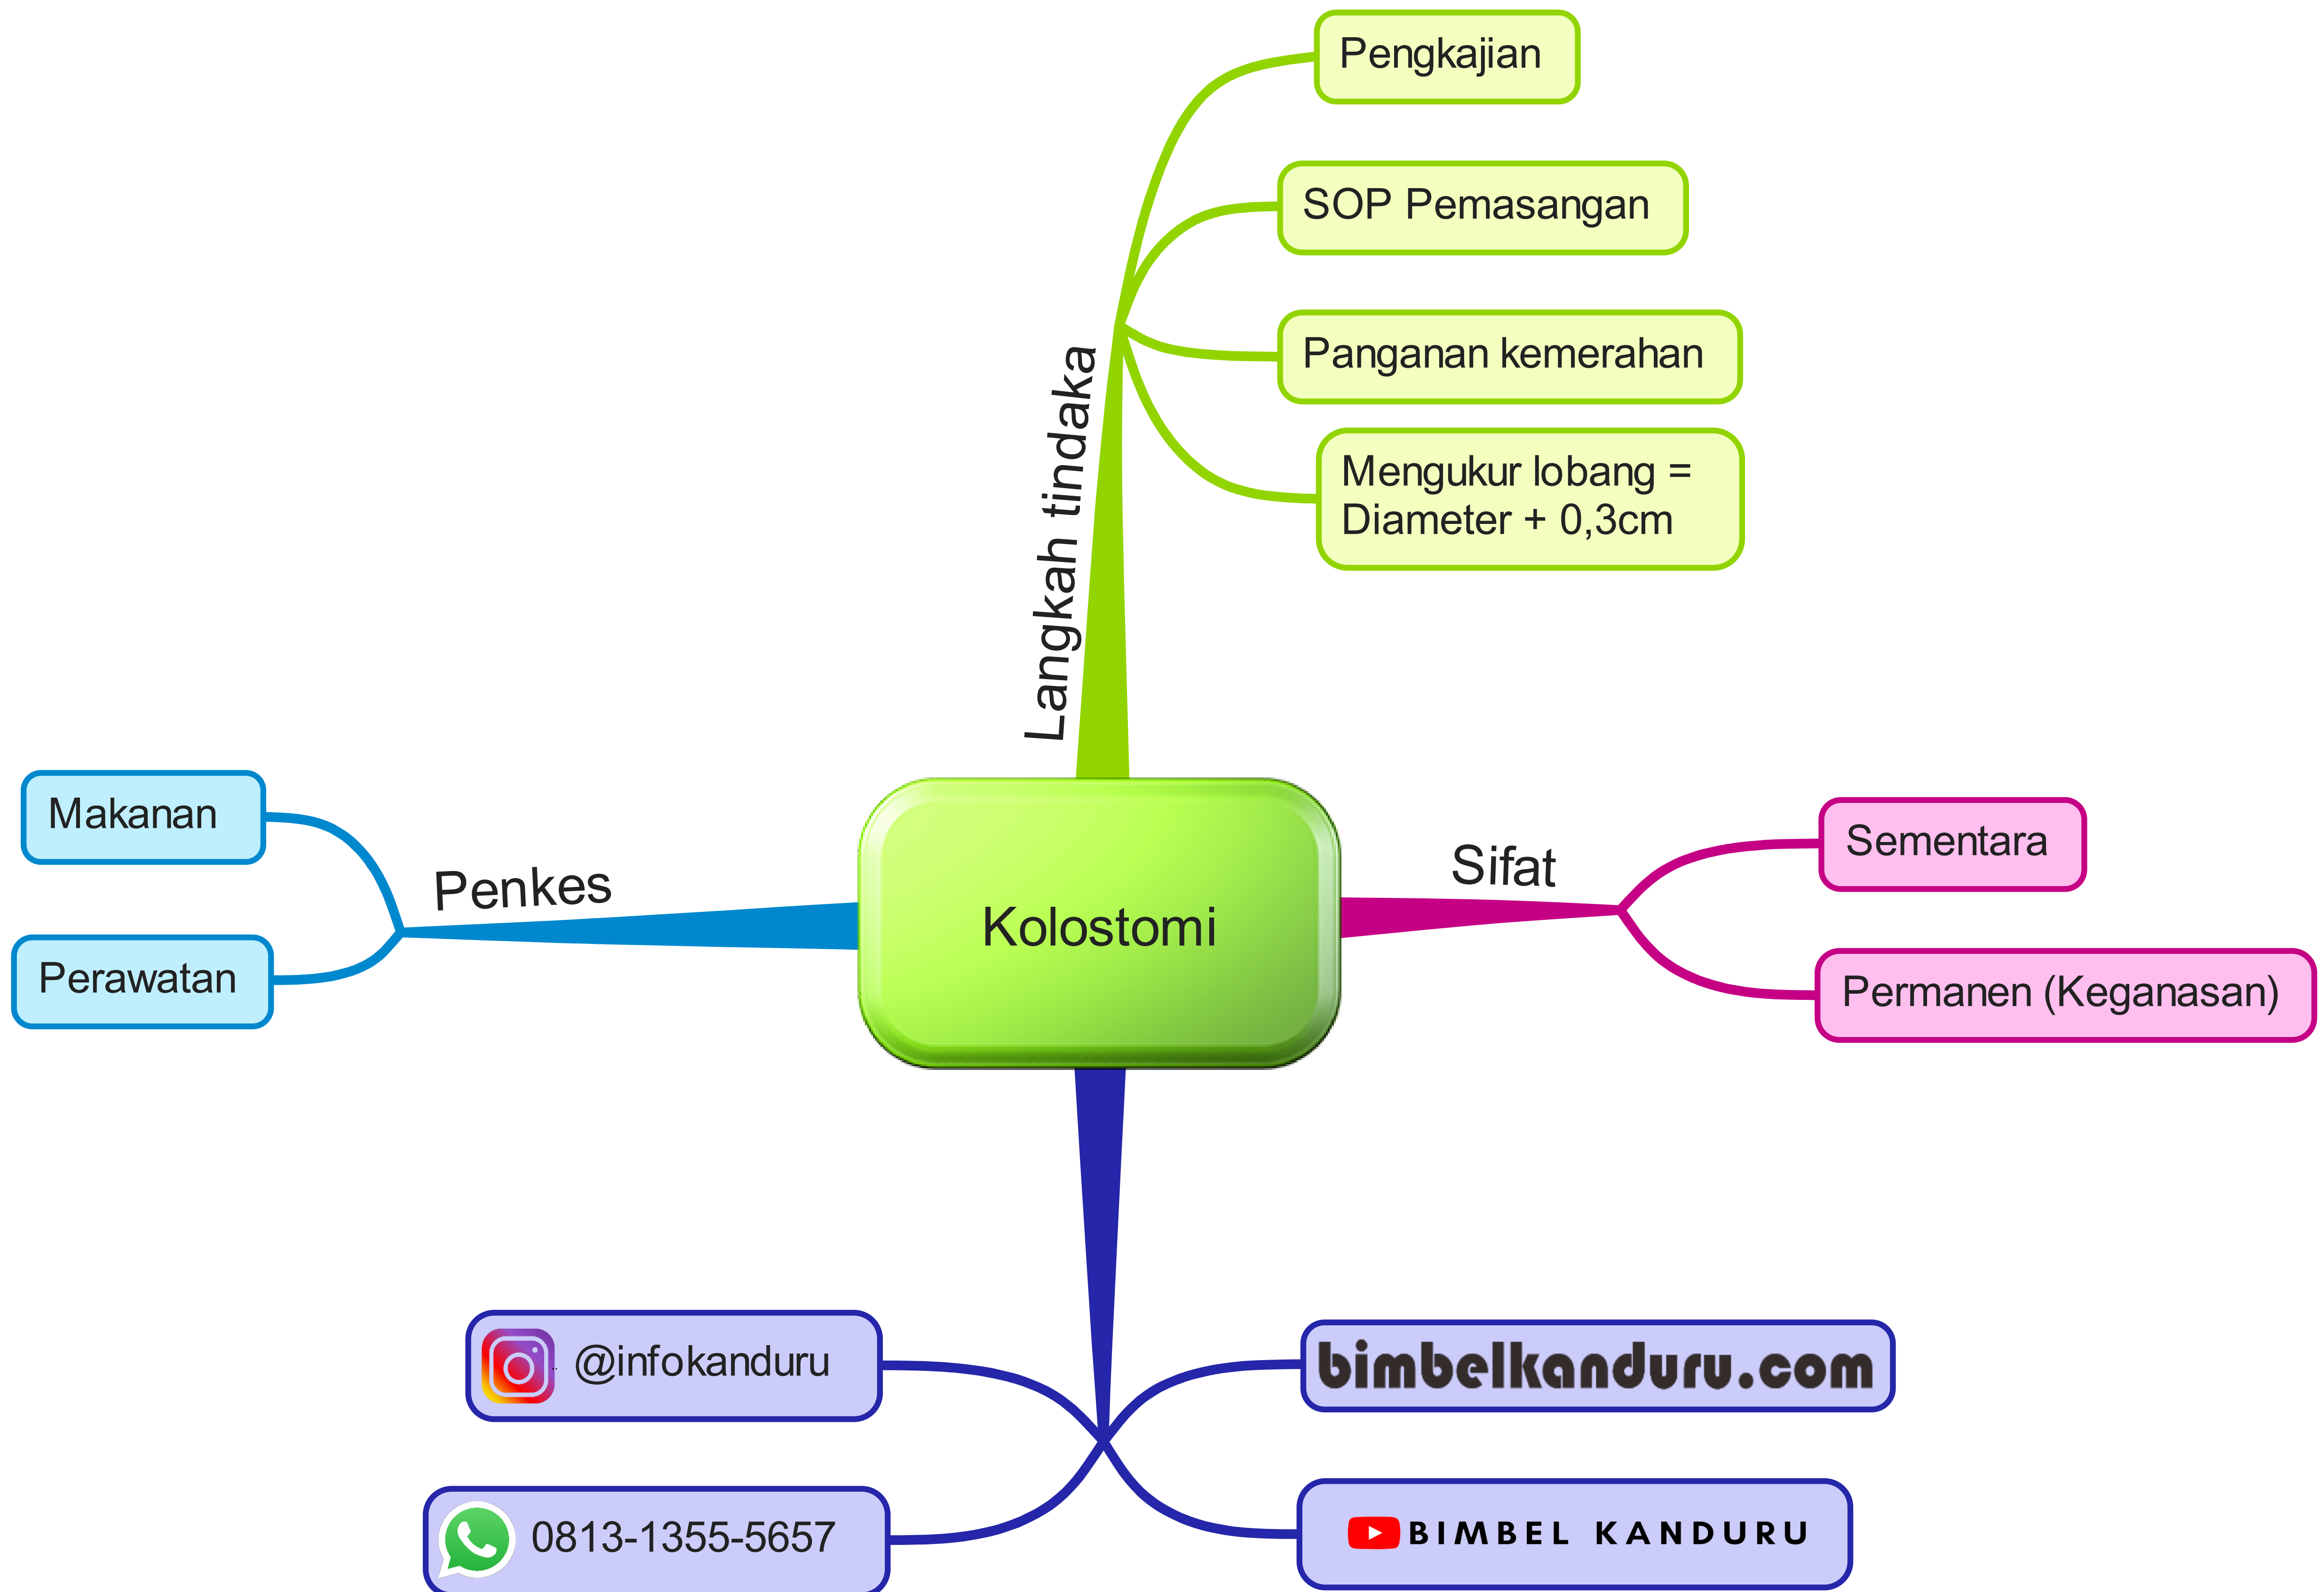 Pengkajian
SOP Pemasangan
Panganan kemerahan
Mengukur lobang =
Diameter + 0,3cm
Langkah tindaka
Makanan
Perawatan
Penkes
Kolostomi
Sifat
Sementara
Permanen (Keganasan)
@infokanduru
bimbelkanduru.com
0813-1355-5657
BIMBEL KANDURU